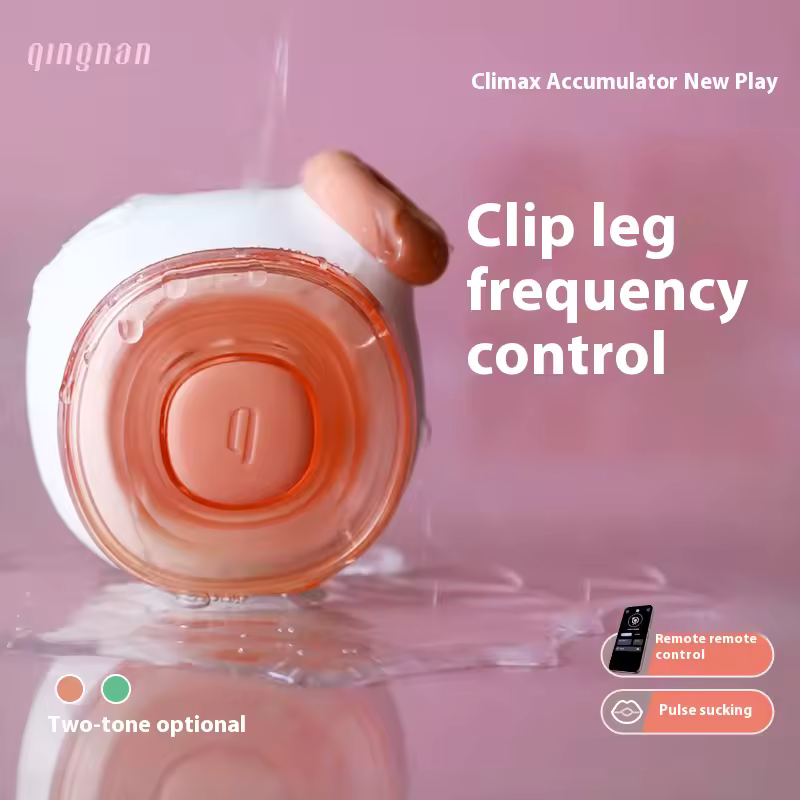 qingnan
Climax Accumulator New Play
Clip leg
frequency
control
Remote remote
control
Pulse sucking
Two-tone optional